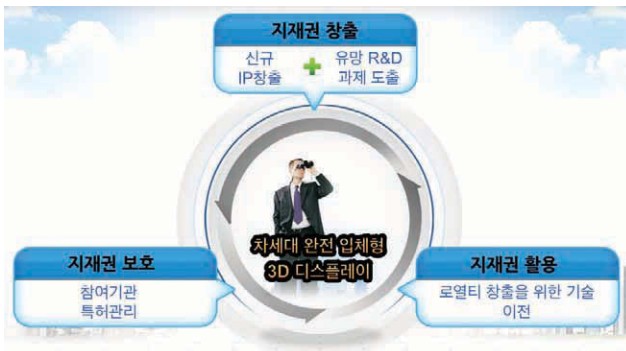 지재권 창출
신규 유망 R&D
IP창출 과제 도출
차세대 완전 입체형
3D 디스플레이
지재권 보호
참여기관
특허관리
지재권 활용
로열티 창출을 위한 기술
이전